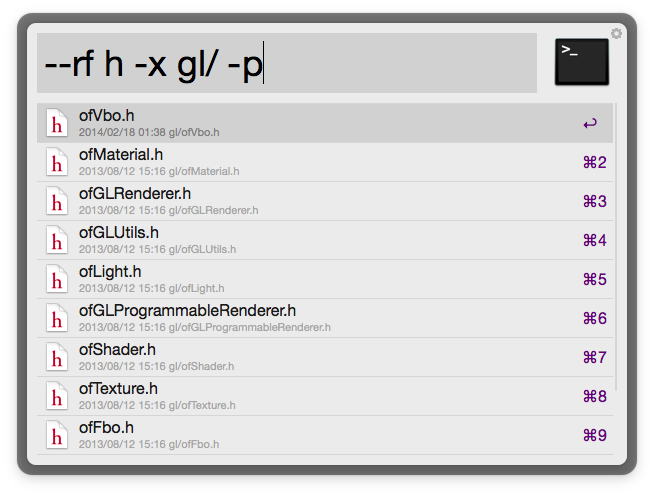 --rf h -x gl/ -p
>_
h
ofVbo.h
2014/02/18 01:38 gl/ofVbo.h
↩
h
ofMaterial.h
2013/08/12 15:16 gl/ofMaterial.h
⌘2
h
ofGLRenderer.h
2013/08/12 15:16 gl/ofGLRenderer.h
⌘3
h
ofGLUtils.h
2013/08/12 15:16 gl/ofGLUtils.h
⌘4
h
ofLight.h
2013/08/12 15:16 gl/ofLight.h
⌘5
h
ofGLProgrammableRenderer.h
2013/08/12 15:16 gl/ofGLProgrammableRenderer.h
⌘6
h
ofShader.h
2013/08/12 15:16 gl/ofShader.h
⌘7
h
ofTexture.h
2013/08/12 15:16 gl/ofTexture.h
⌘8
h
ofFbo.h
2013/08/12 15:16 gl/ofFbo.h
⌘9